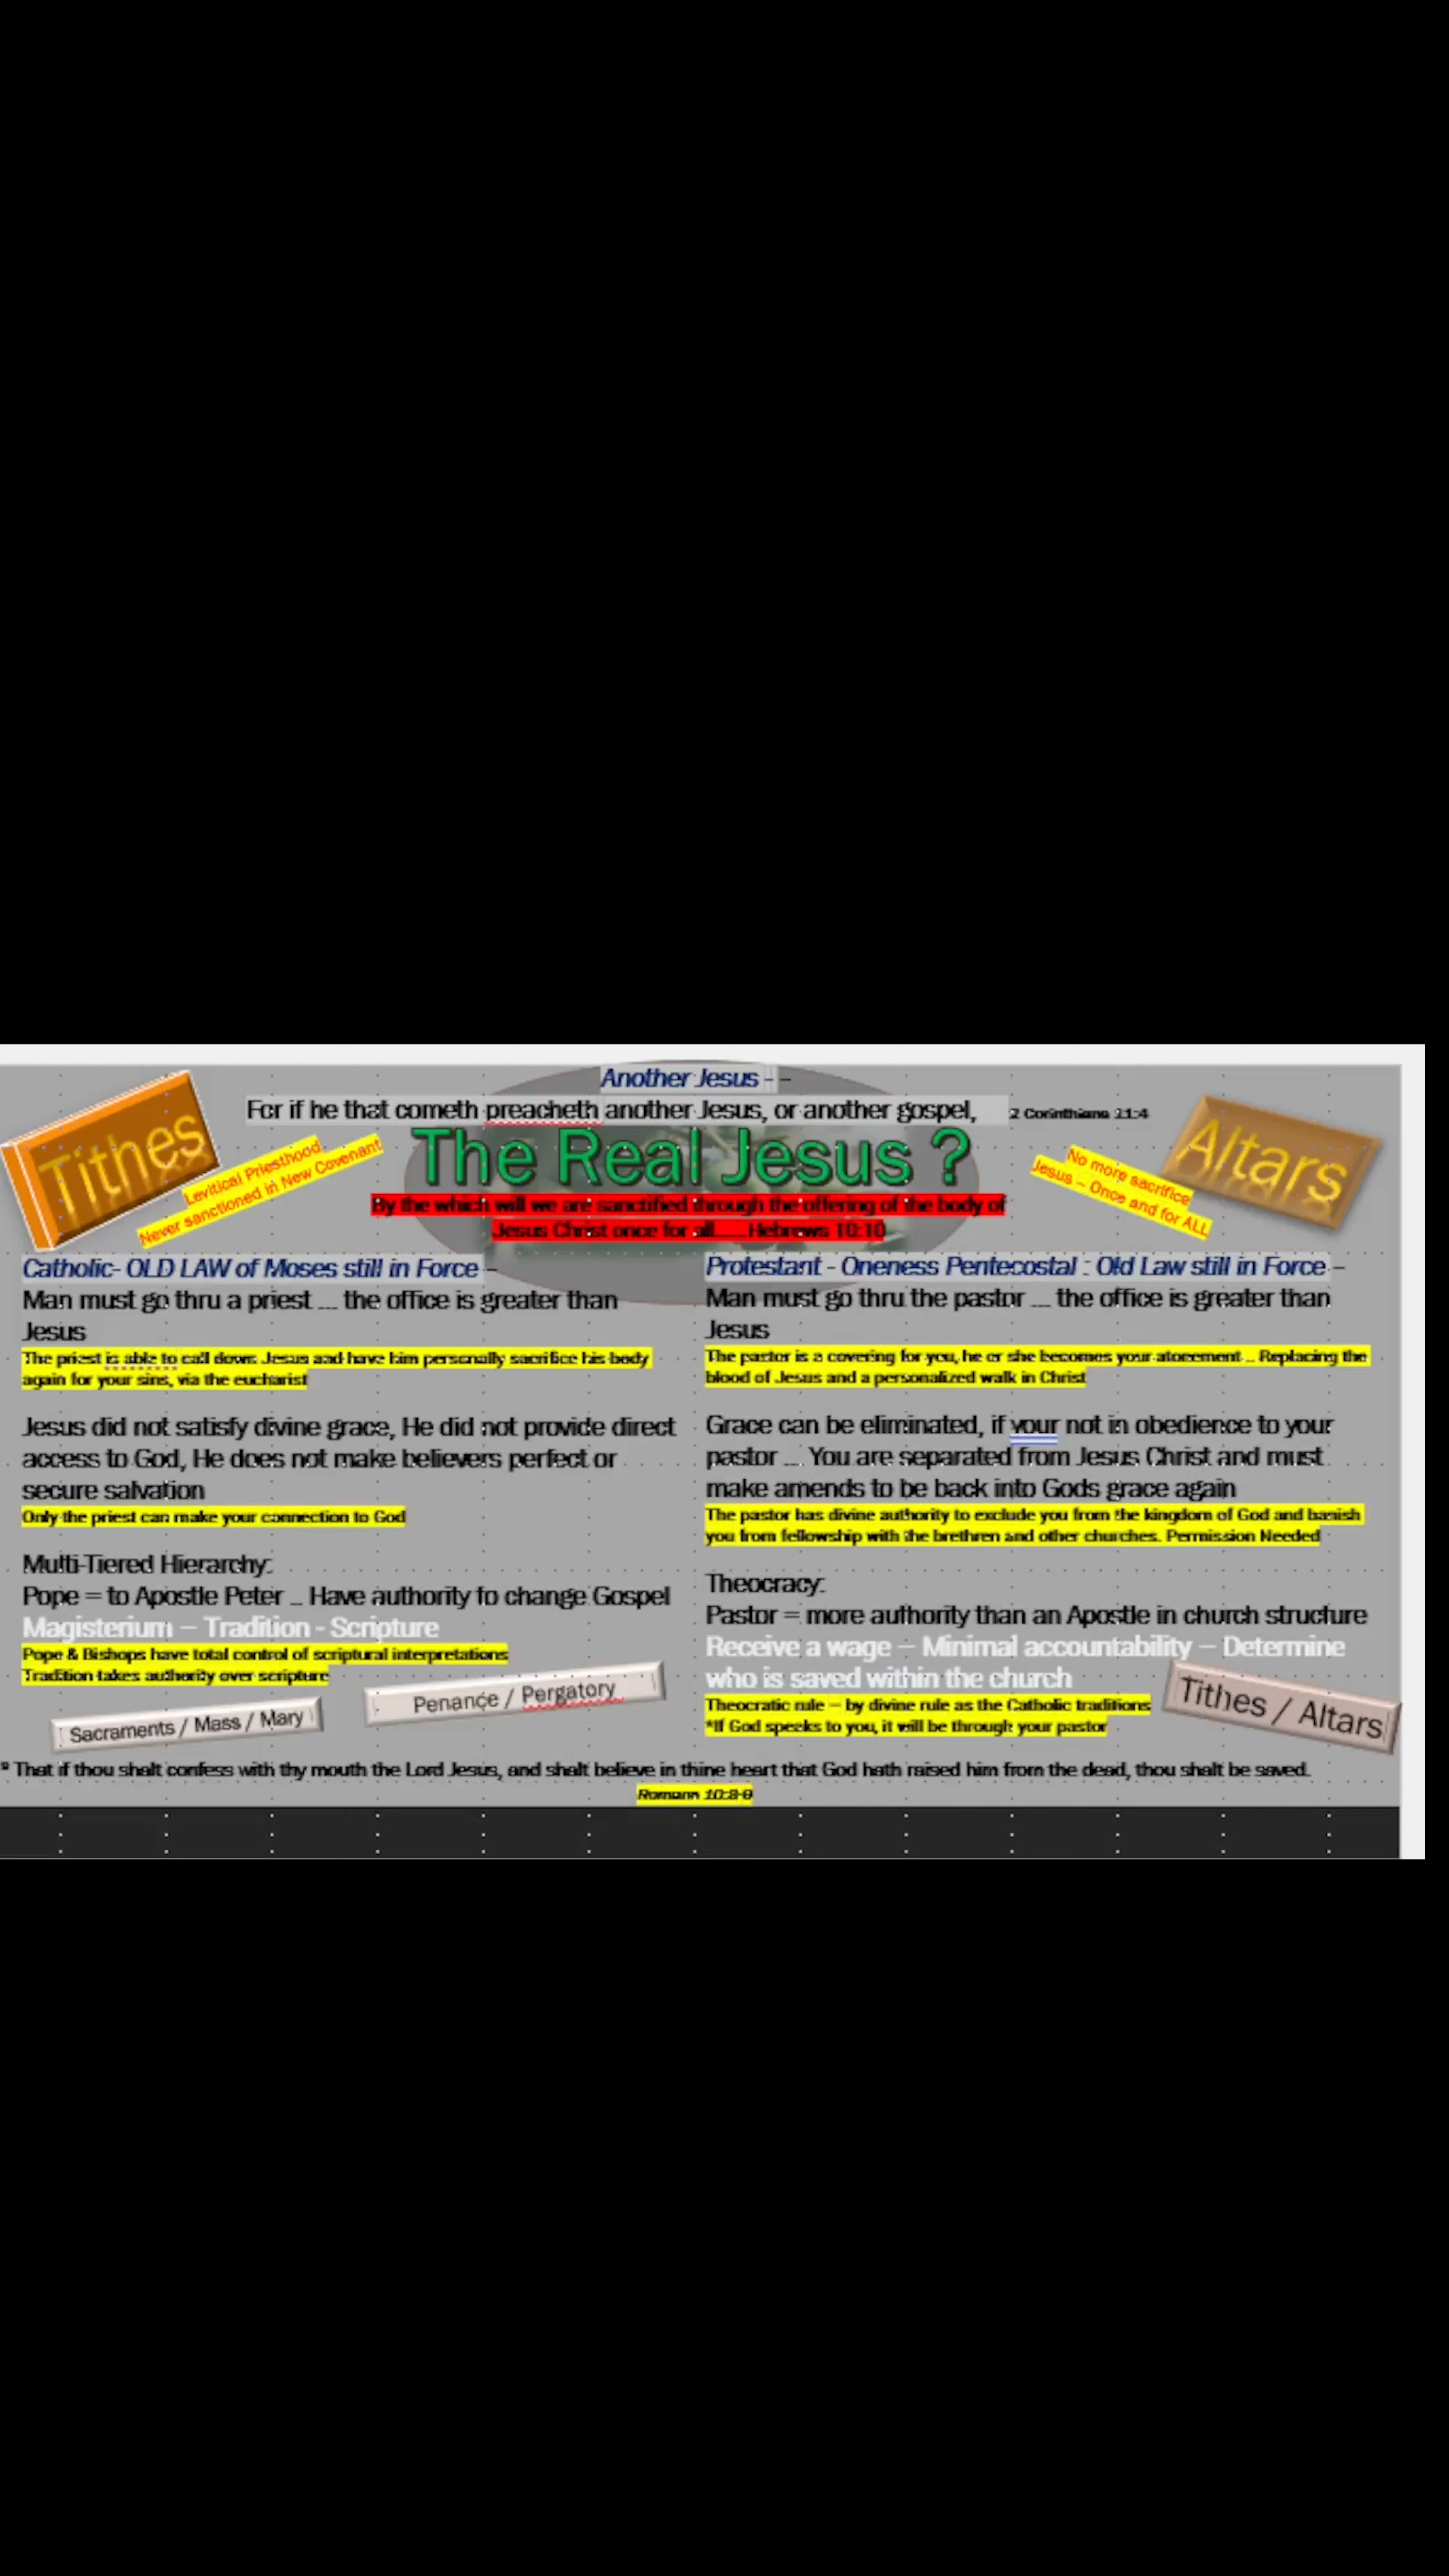 Another Jesus - -
For if he that cometh preacheth another Jesus, or another gospel, 2 Corinthians 11:4
The Real Jesus ?
By the which will we are sanctified through the offering of the body of
Jesus Christ once for all......Hebrews 10:10
Tithes
Levitical Priesthood
Never sanctioned in New Covenant
Altars
No more sacrifice
Jesus – Once and for ALL
Catholic- OLD LAW of Moses still in Force –
Man must go thru a priest ... the office is greater than
Jesus
The priest is able to call down Jesus and have him personally sacrifice his body
again for your sins, via the eucharist
Jesus did not satisfy divine grace, He did not provide direct
access to God, He does not make believers perfect or
secure salvation
Only the priest can make your connection to God
Multi-Tiered Hierarchy:
Pope = to Apostle Peter ... Have authority to change Gospel
Magisterium – Tradition - Scripture
Pope & Bishops have total control of scriptural interpretations
Tradition takes authority over scripture
Sacraments / Mass / Mary
Penance / Pergatory
Protestant - Oneness Pentecostal : Old Law still in Force –
Man must go thru the pastor ... the office is greater than
Jesus
The pastor is a covering for you, he or she becomes your atonement ... Replacing the
blood of Jesus and a personalized walk in Christ
Grace can be eliminated, if your not in obedience to your
pastor ... You are separated from Jesus Christ and must
make amends to be back into Gods grace again
The pastor has divine authority to exclude you from the kingdom of God and banish
you from fellowship with the brethren and other churches. Permission Needed
Theocracy:
Pastor = more authority than an Apostle in church structure
Receive a wage – Minimal accountability – Determine
who is saved within the church
Theocratic rule – by divine rule as the Catholic traditions
*If God speaks to you, it will be through your pastor
Tithes / Altars
* That if thou shalt confess with thy mouth the Lord Jesus, and shalt believe in thine heart that God hath raised him from the dead, thou shalt be saved.
Romans 10:8-9